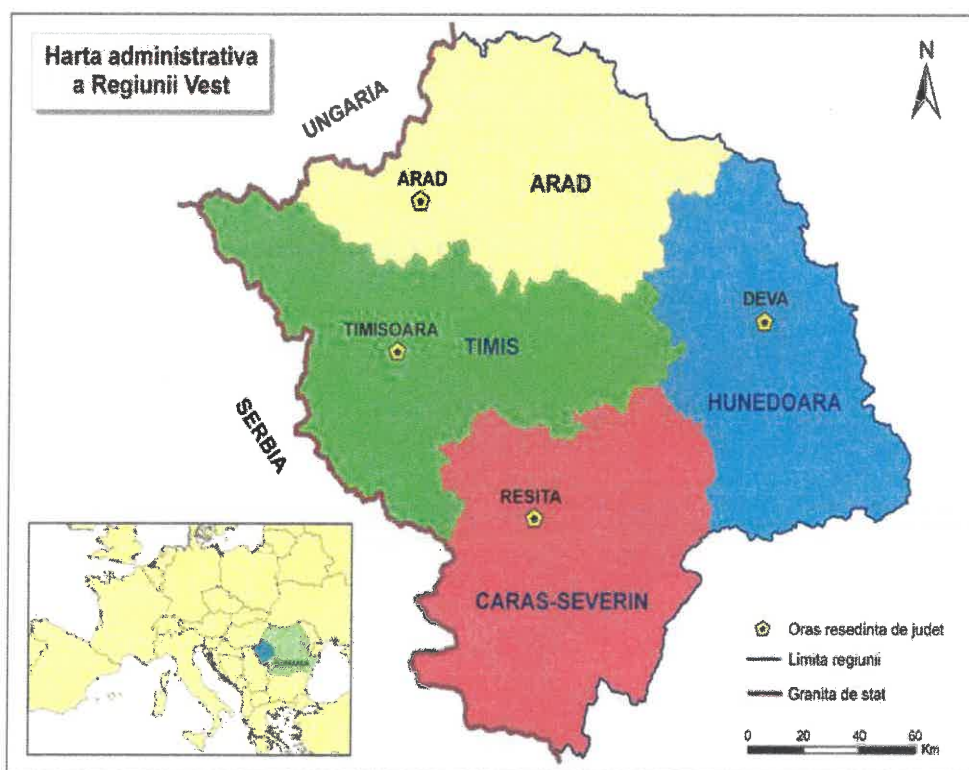 Harta administrativa
a Regiunii Vest
N
UNGARIA
ARAD
ARAD
DEVA
TIMISOARA
TIMIS
HUNEDOARA
SERBIA
RESITA
CARAS-SEVERIN
ROMANIA
Oras resedinta de judet
Limita regiunii
Granita de stat
0 20 40 60
Km